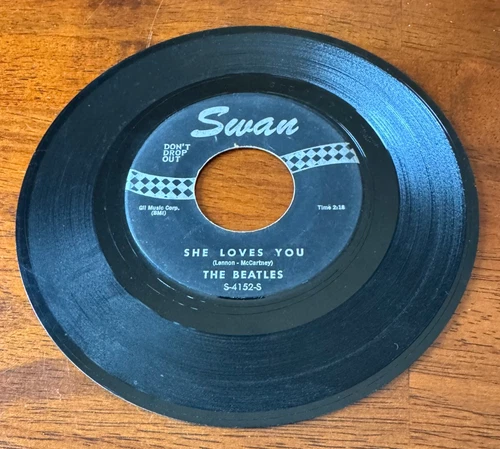 Swan
DON'T
DROP
OUT
Gil Music Corp.
(BMI)
Time 2:18
SHE LOVES YOU
(Lennon - McCartney)
THE BEATLES
S-4152-S